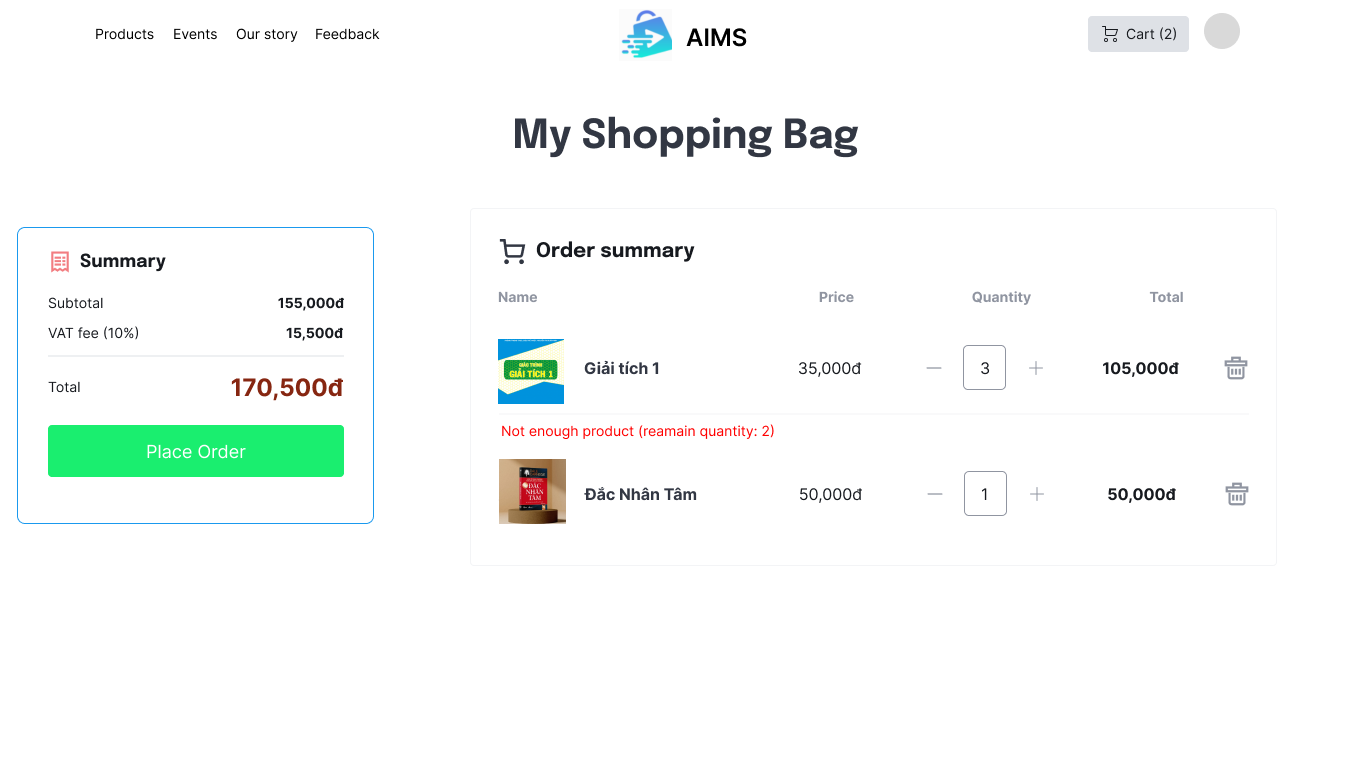 Products Events Our story Feedback
AIMS
Cart (2)
My Shopping Bag
Summary
Subtotal 155,000đ
VAT fee (10%) 15,500đ
Total 170,500đ
Place Order
Order summary
Name Price Quantity Total
GIÁO TRÌNH
GIẢI TÍCH 1
Giải tích 1 35,000đ 3 105,000đ
Not enough product (reamain quantity: 2)
ĐẮC
NHÂN
TÂM
Đắc Nhân Tâm 50,000đ 1 50,000đ